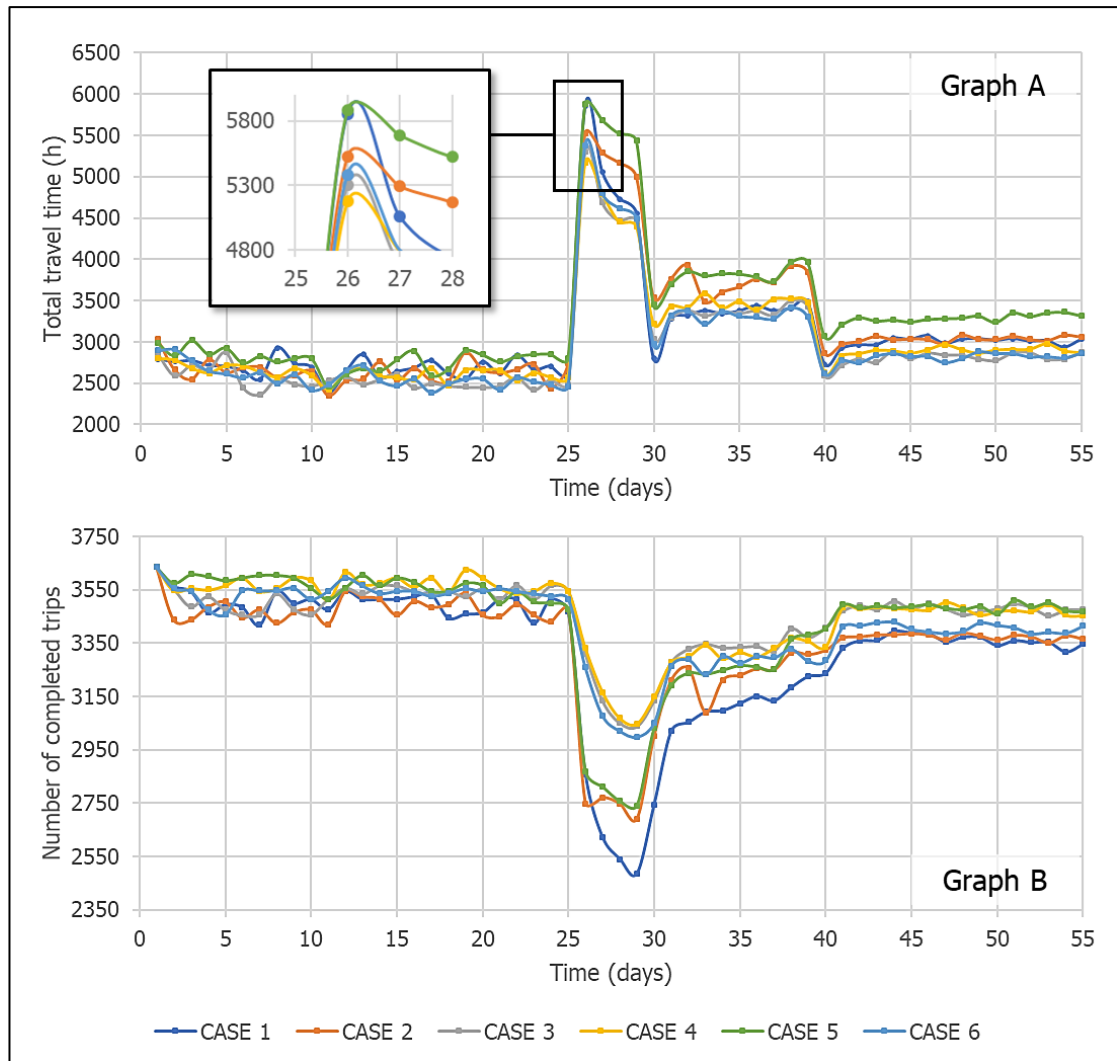 6500
6000
5500
5000
4500
4000
3500
3000
2500
2000
Total travel time (h)
Graph A
5800
5300
4800
25 26 27 28
0 5 10 15 20 25 30 35 40 45 50 55
Time (days)
3750
3550
3350
3150
2950
2750
2550
2350
Number of completed trips
Graph B
0 5 10 15 20 25 30 35 40 45 50 55
Time (days)
CASE 1 CASE 2 CASE 3 CASE 4 CASE 5 CASE 6